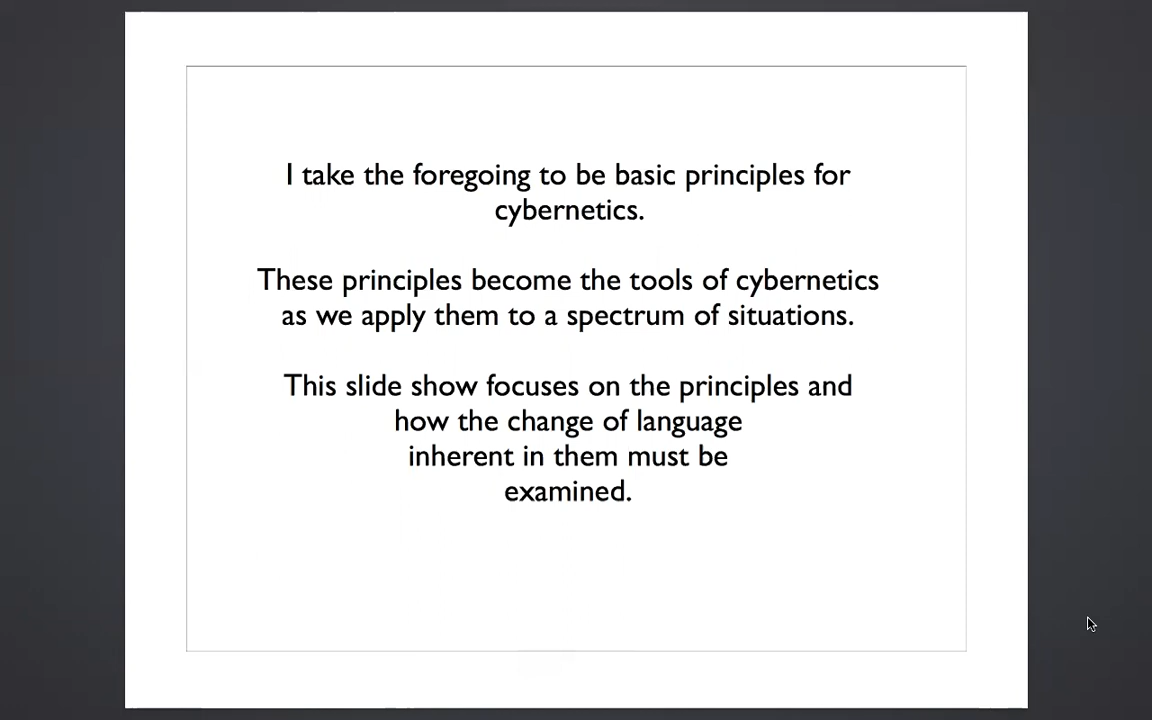 I take the foregoing to be basic principles for
cybernetics.
These principles become the tools of cybernetics
as we apply them to a spectrum of situations.
This slide show focuses on the principles and
how the change of language
inherent in them must be
examined.